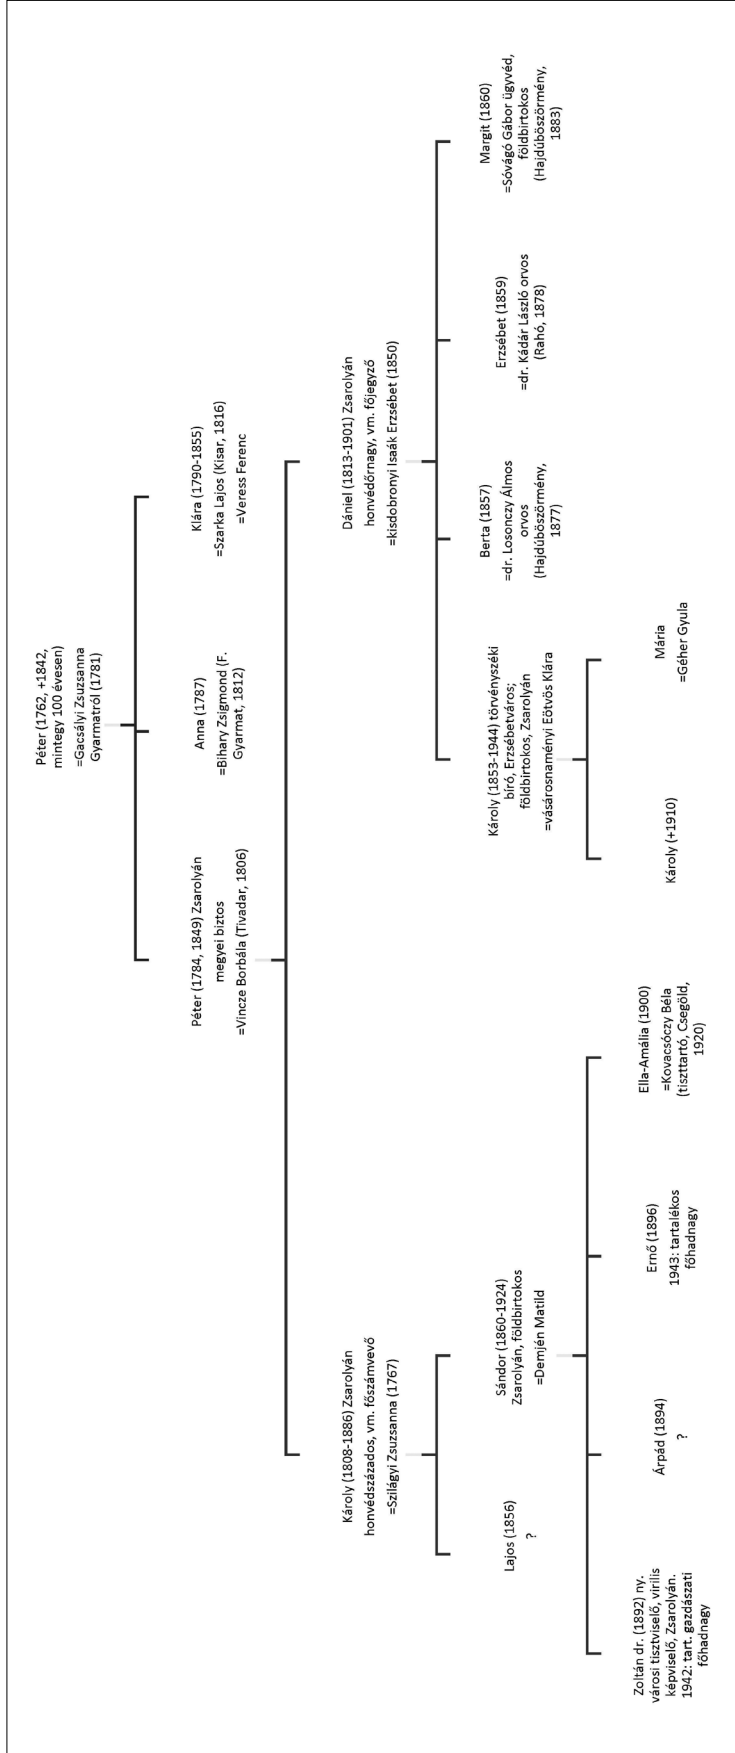 Péter (1762, +1842,
mintegy 100 évesen)
=Gacsályi Zsuzsanna
Gyarmatról (1781)
Péter (1784, 1849) Zsarolyán
megyei biztos
=Vincze Borbála (Tivadar, 1806)
Anna (1787)
=Bihary Zsigmond (F.
Gyarmat, 1812)
Klára (1790-1855)
=Szarka Lajos (Kisar, 1816)
=Veress Ferenc
Károly (1808-1886) Zsarolyán
honvédszázados, vm. főszámvevő
=Szilágyi Zsuzsanna (1767)
Dániel (1813-1901) Zsarolyán
honvédőrnagy, vm. főjegyző
=kisdobronyi Isaák Erzsébet (1850)
Lajos (1856)
?
Sándor (1860-1924)
Zsarolyán, földbirtokos
=Demjén Matild
Károly (1853-1944) törvényszéki
bíró, Erzsébetváros;
földbirtokos, Zsarolyán
=vásárosnaményi Eötvös Klára
Berta (1857)
=dr. Losonczy Álmos
orvos
(Hajdúböszörmény,
1877)
Erzsébet (1859)
=dr. Kádár László orvos
(Rahó, 1878)
Margit (1860)
=Sóvágó Gábor ügyvéd,
földbirtokos
(Hajdúböszörmény,
1883)
Zoltán dr. (1892) ny.
városi tisztviselő, virilis
képviselő, Zsarolyán.
1942: tart. gazdászati
főhadnagy
Árpád (1894)
?
Ernő (1896)
1943: tartalékos
főhadnagy
Ella-Amália (1900)
=Kovacsóczy Béla
(tiszttartó, Csegöld,
1920)
Károly (+1910)
Mária
=Géher Gyula